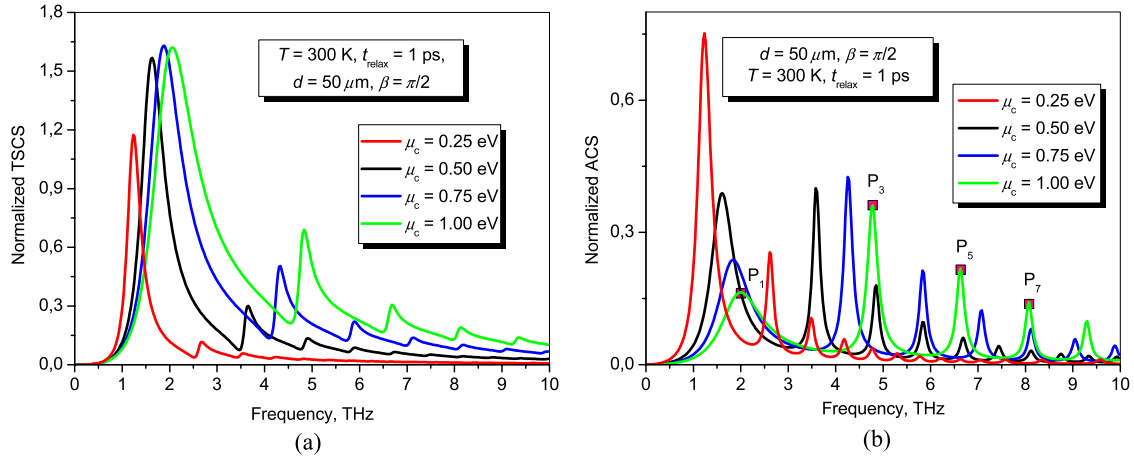 1,8
1,5
1,2
0,9
0,6
0,3
0,0
Normalized TSCS
T = 300 K, t_relax = 1 ps,
d = 50 μm, β = π/2
μ_c = 0.25 eV
μ_c = 0.50 eV
μ_c = 0.75 eV
μ_c = 1.00 eV
0 1 2 3 4 5 6 7 8 9 10
Frequency, THz
(a)
0,6
0,3
0,0
Normalized ACS
d = 50 μm, β = π/2
T = 300 K, t_relax = 1 ps
μ_c = 0.25 eV
μ_c = 0.50 eV
μ_c = 0.75 eV
μ_c = 1.00 eV
P_1
P_3
P_5
P_7
0 1 2 3 4 5 6 7 8 9 10
Frequency, THz
(b)